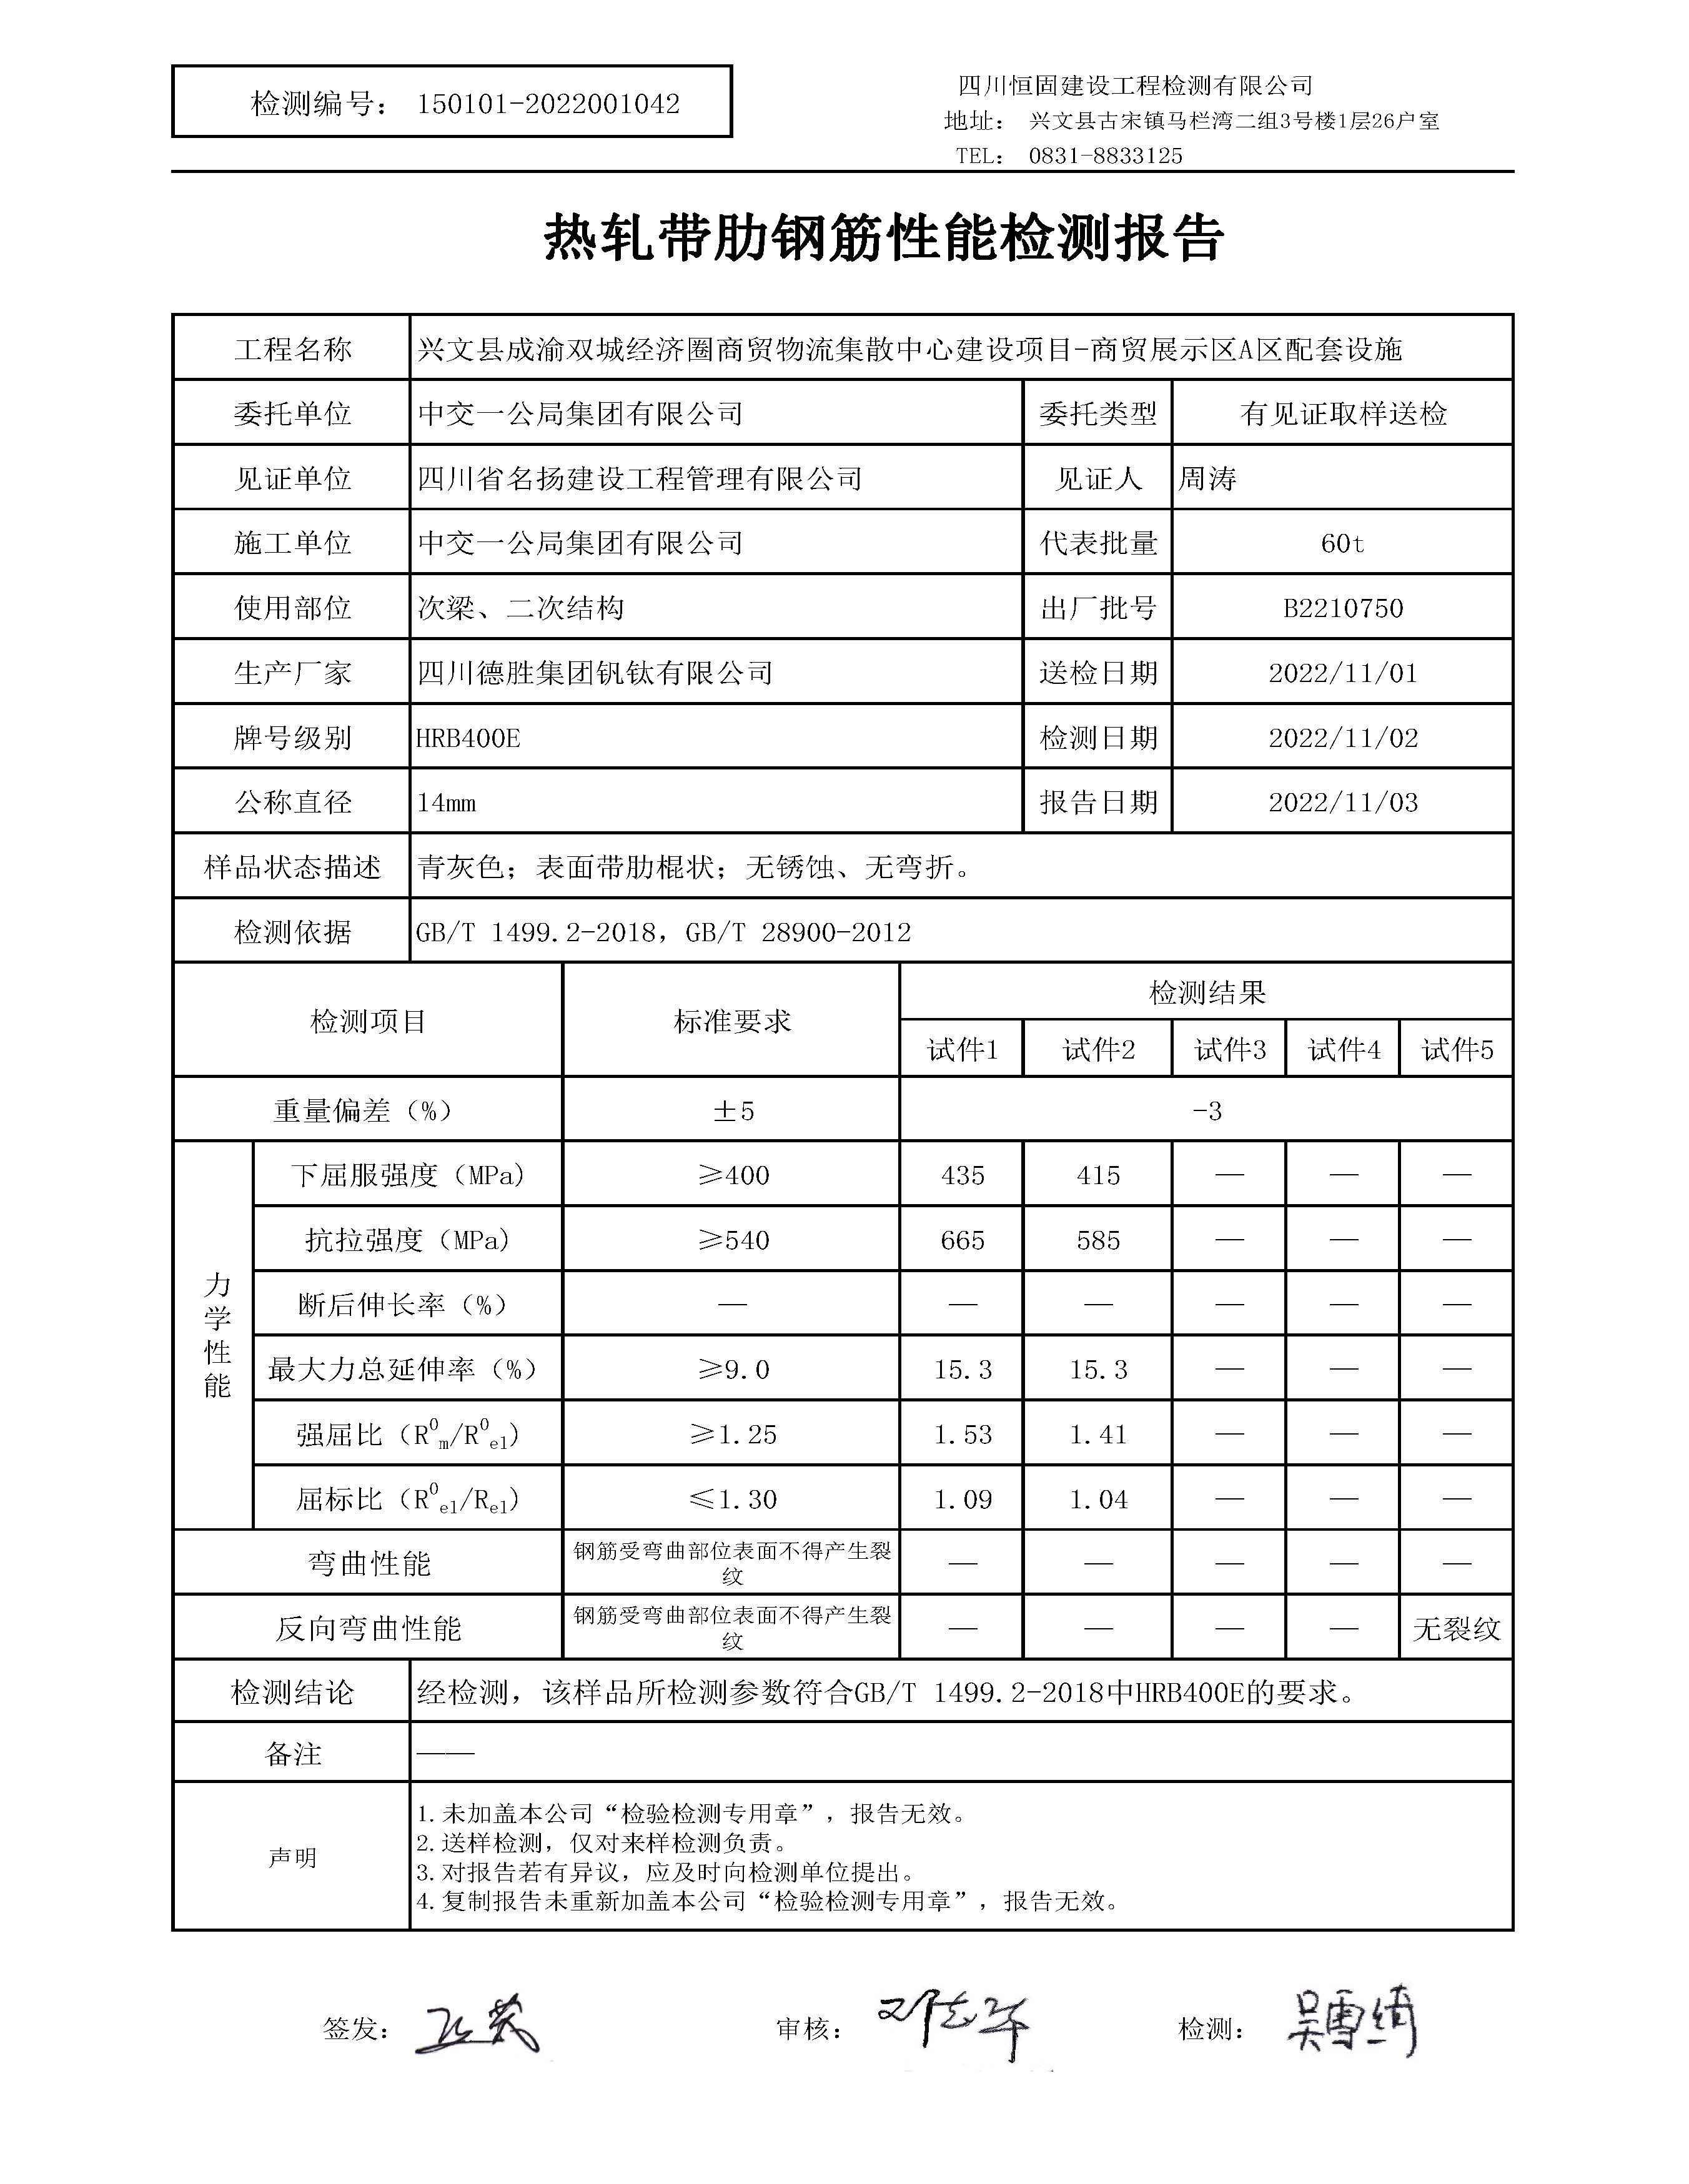 检测编号： 150101-2022001042
四川恒固建设工程检测有限公司
地址： 兴文县古宋镇马栏湾二组3号楼1层26户室
TEL： 0831-8833125
热轧带肋钢筋性能检测报告
工程名称 兴文县成渝双城经济圈商贸物流集散中心建设项目-商贸展示区A区配套设施
委托单位 中交一公局集团有限公司 委托类型 有见证取样送检
见证单位 四川省名扬建设工程管理有限公司 见证人 周涛
施工单位 中交一公局集团有限公司 代表批量 60t
使用部位 次梁、二次结构 出厂批号 B2210750
生产厂家 四川德胜集团钒钛有限公司 送检日期 2022/11/01
牌号级别 HRB400E 检测日期 2022/11/02
公称直径 14mm 报告日期 2022/11/03
样品状态描述 青灰色；表面带肋棍状；无锈蚀、无弯折。
检测依据 GB/T 1499.2-2018，GB/T 28900-2012
检测项目 标准要求 检测结果
试件1 试件2 试件3 试件4 试件5
重量偏差（%） ±5 -3
力学性能
下屈服强度（MPa） ≥400 435 415 — — —
抗拉强度（MPa） ≥540 665 585 — — —
断后伸长率（%） — — — — — —
最大力总延伸率（%） ≥9.0 15.3 15.3 — — —
强屈比（R⁰m/R⁰el） ≥1.25 1.53 1.41 — — —
屈标比（R⁰el/Rel） ≤1.30 1.09 1.04 — — —
弯曲性能 钢筋受弯曲部位表面不得产生裂纹 — — — — —
反向弯曲性能 钢筋受弯曲部位表面不得产生裂纹 — — — — 无裂纹
检测结论 经检测，该样品所检测参数符合GB/T 1499.2-2018中HRB400E的要求。
备注 ——
声明
1.未加盖本公司“检验检测专用章”，报告无效。
2.送样检测，仅对来样检测负责。
3.对报告若有异议，应及时向检测单位提出。
4.复制报告未重新加盖本公司“检验检测专用章”，报告无效。
签发： 审核： 检测： 吴雪绮